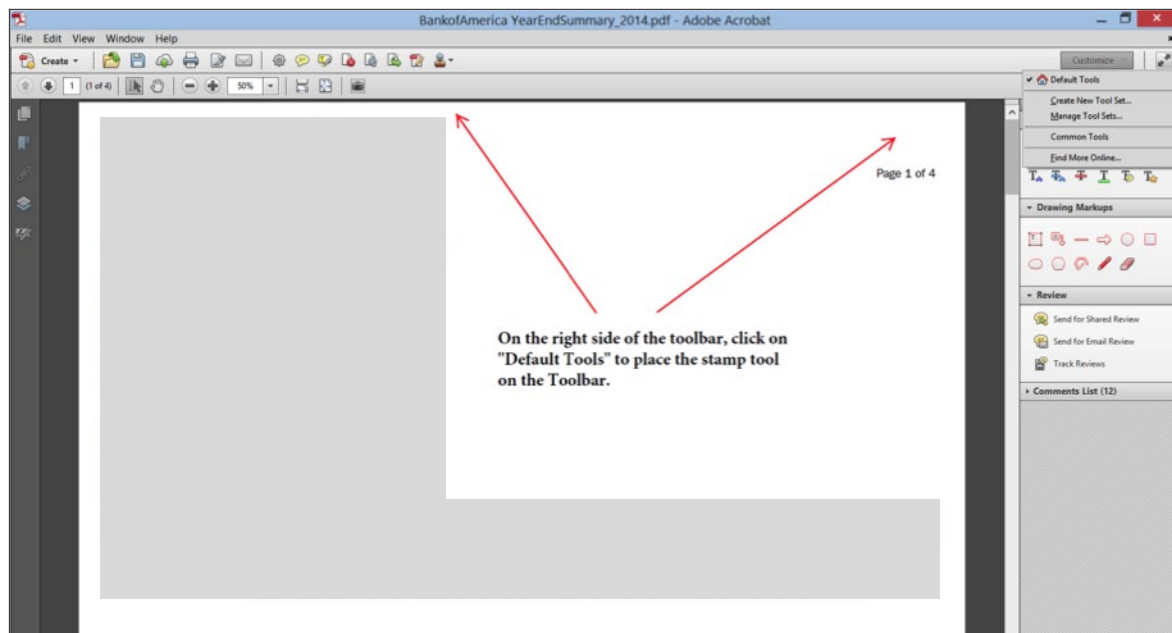 BankofAmerica YearEndSummary_2014.pdf - Adobe Acrobat
File Edit View Window Help
Create Customize
1 (1 of 4) 50%
Default Tools
Create New Tool Set...
Manage Tool Sets...
Common Tools
Find More Online...
Page 1 of 4
Drawing Markups
Review
Send for Shared Review
Send for Email Review
Track Reviews
Comments List (12)
On the right side of the toolbar, click on
"Default Tools" to place the stamp tool
on the Toolbar.